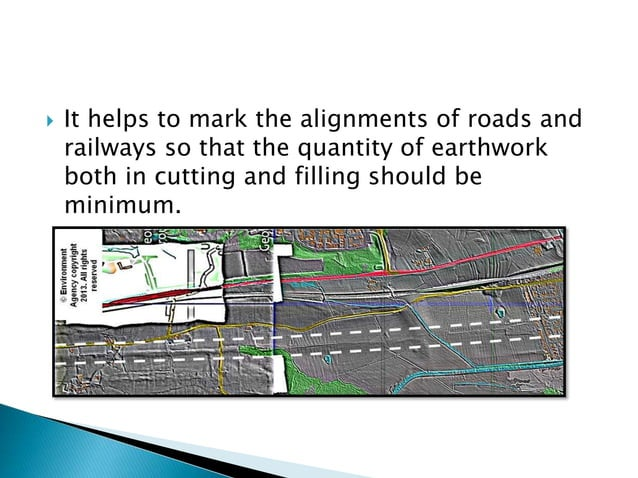 It helps to mark the alignments of roads and
railways so that the quantity of earthwork
both in cutting and filling should be
minimum.
© Environment
Agency copyright
2013. All rights
reserved